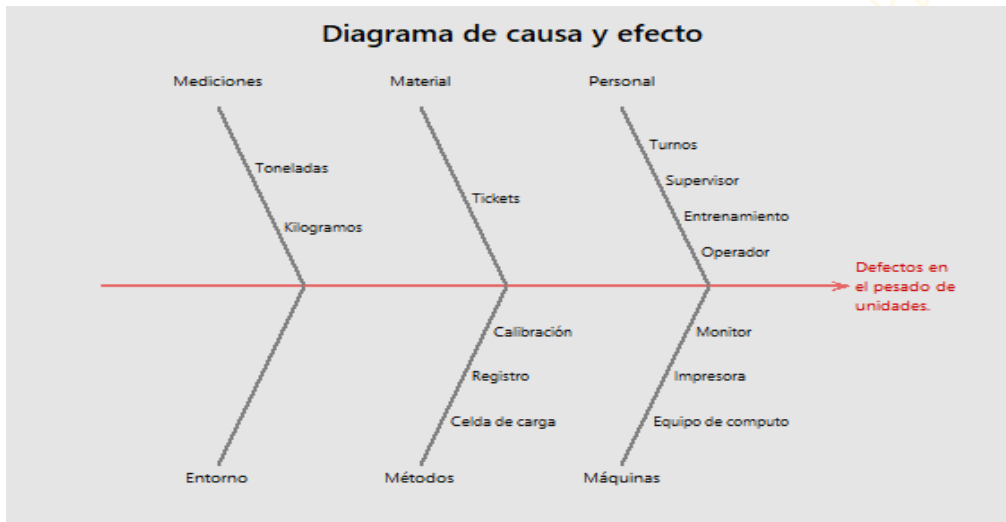 Diagrama de causa y efecto
Mediciones
Material
Personal
Turnos
Toneladas
Supervisor
Tickets
Entrenamiento
Kilogramos
Operador
Defectos en
el pesado de
unidades.
Calibración
Monitor
Registro
Impresora
Celda de carga
Equipo de computo
Entorno
Métodos
Máquinas